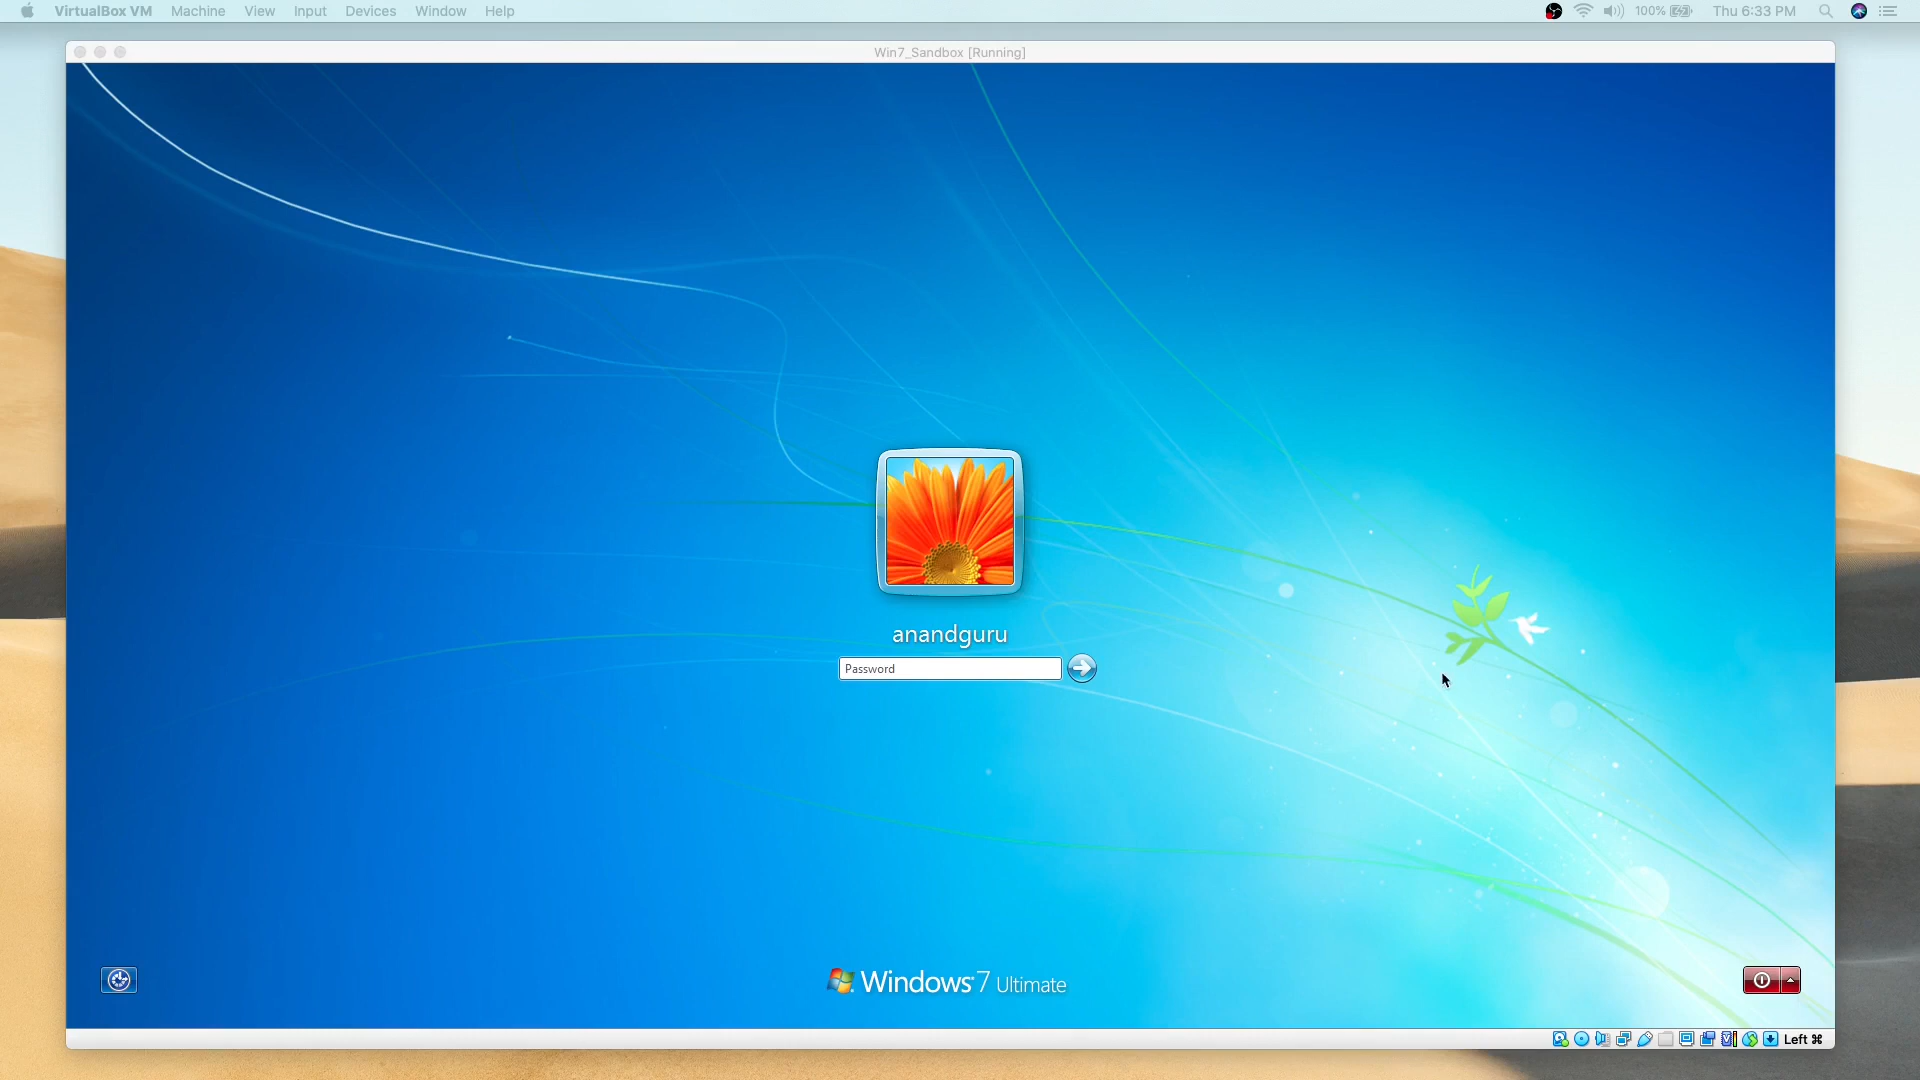 VirtualBox VM Machine View Input Devices Window Help 100% Thu 6:33 PM
Win7_Sandbox [Running]
anandguru
Password
Windows 7 Ultimate
Left ⌘